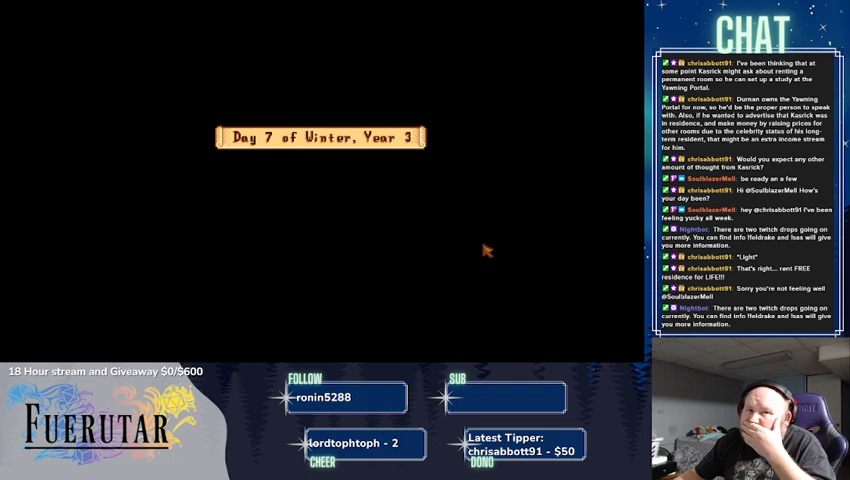 CHAT
chrisabbott91: I've been thinking that at
some point Kasrick might ask about renting a
permanent room so he can set up a study at the
Yawning Portal.
chrisabbott91: Durnan owns the Yawning
Portal for now, so he'd be the proper person to speak
with. Also, if he wanted to advertise that Kasrick was
in residence, and make money by raising prices for
other rooms due to the celebrity status of his long-
term resident, that might be an extra income stream
for him.
chrisabbott91: Would you expect any other
amount of thought from Kasrick?
SoulblazerMell: be ready an a few
chrisabbott91: Hi @SoulblazerMell How's
your day been?
SoulblazerMell: hey @chrisabbott91 I've been
feeling yucky all week.
Nightbot: There are two twitch drops going on
currently. You can find info !feldrake and !sas will give
you more information.
chrisabbott91: *Light*
chrisabbott91: That's right... rent FREE
residence for LIFE!!!
chrisabbott91: Sorry you're not feeling well
@SoulblazerMell
Nightbot: There are two twitch drops going on
currently. You can find info !feldrake and !sas will give
you more information.
Day 7 of Winter, Year 3
18 Hour stream and Giveaway $0/$600
FUERUTAR
FOLLOW
ronin5288
SUB
lordtophtoph - 2
CHEER
Latest Tipper:
chrisabbott91 - $50
DONO